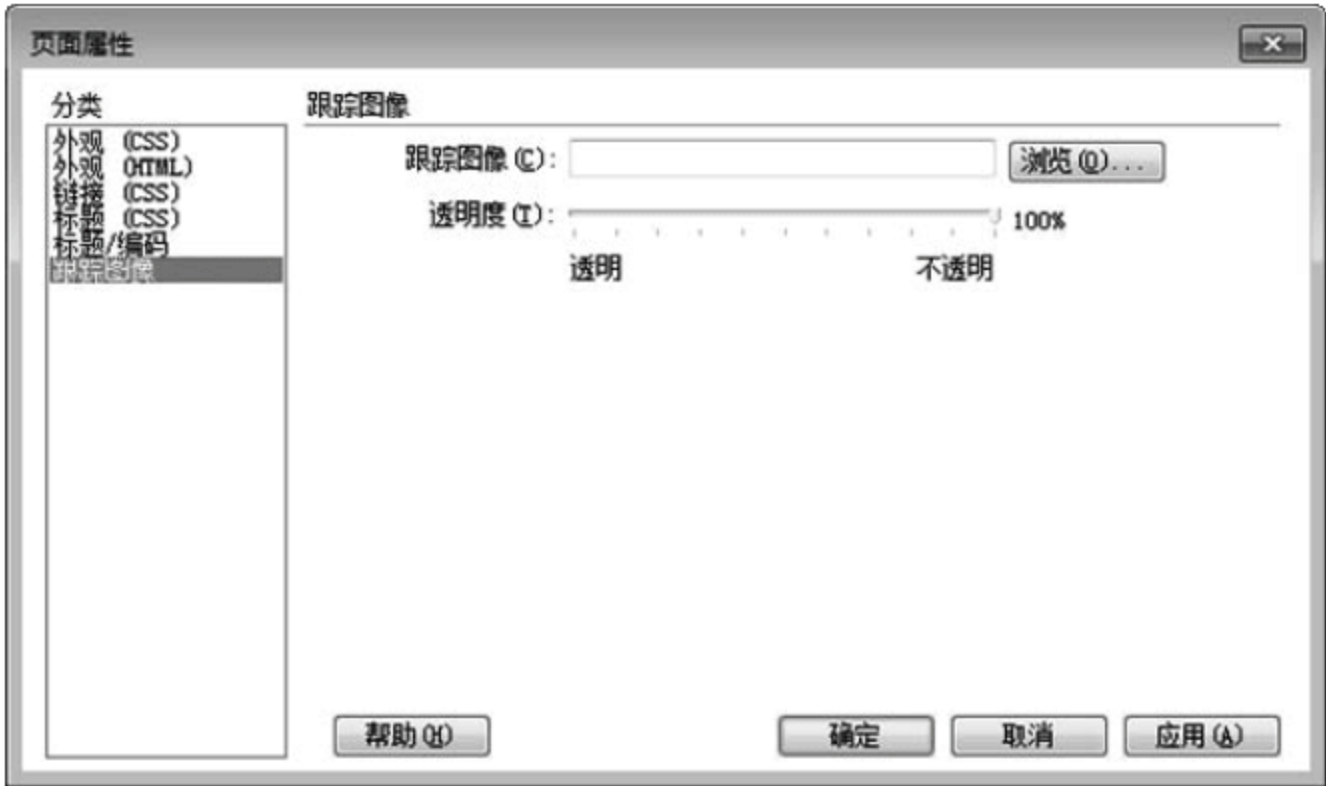 页面属性
分类
外观 (CSS)
外观 (HTML)
链接 (CSS)
标题 (CSS)
标题/编码
跟踪图像
跟踪图像
跟踪图像(C):
浏览(O)...
透明度(T):
100%
透明 不透明
帮助(H) 确定 取消 应用(A)